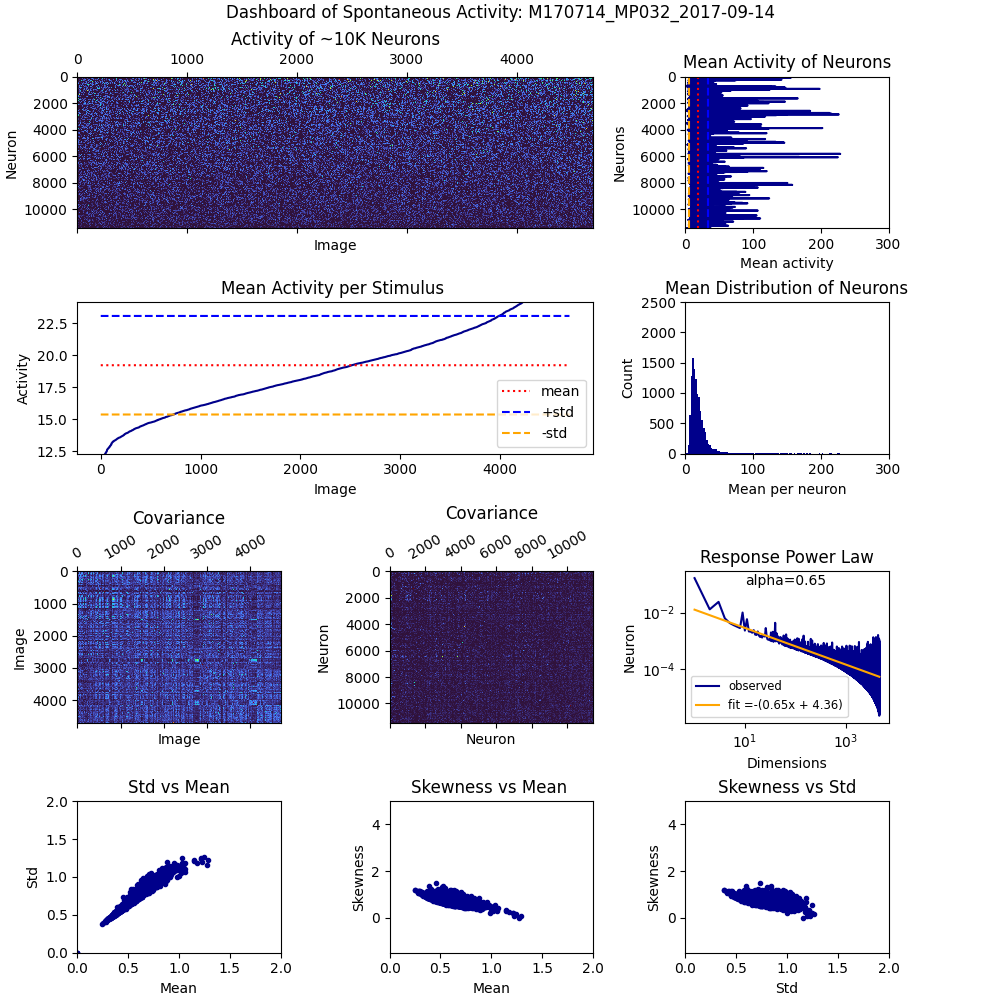 Dashboard of Spontaneous Activity: M170714_MP032_2017-09-14
Activity of ~10K Neurons
0 1000 2000 3000 4000
0
2000
4000
6000
8000
10000
Neuron
Image
Mean Activity of Neurons
0
2000
4000
6000
8000
10000
Neurons
0 100 200 300
Mean activity
Mean Activity per Stimulus
22.5
20.0
17.5
15.0
12.5
Activity
mean
+std
-std
0 1000 2000 3000 4000
Image
Mean Distribution of Neurons
2500
2000
1500
1000
500
0
Count
0 100 200 300
Mean per neuron
Covariance
0 1000 2000 3000 4000
0
1000
2000
3000
4000
Image
Image
Covariance
0 2000 4000 6000 8000 10000
0
2000
4000
6000
8000
10000
Neuron
Neuron
Response Power Law
alpha=0.65
10⁻²
10⁻⁴
Neuron
observed
fit =-(0.65x + 4.36)
10¹ 10³
Dimensions
Std vs Mean
2.0
1.5
1.0
0.5
0.0
Std
0.0 0.5 1.0 1.5 2.0
Mean
Skewness vs Mean
4
2
0
Skewness
0.0 0.5 1.0 1.5 2.0
Mean
Skewness vs Std
4
2
0
Skewness
0.0 0.5 1.0 1.5 2.0
Std